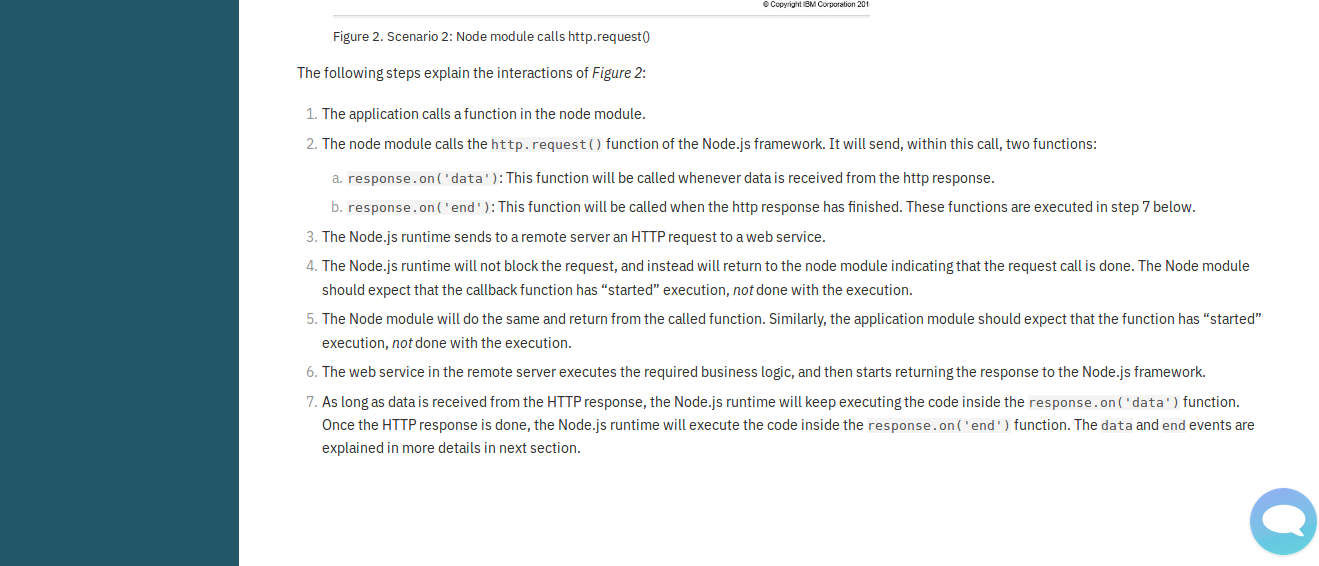 © Copyright IBM Corporation 201
Figure 2. Scenario 2: Node module calls http.request()
The following steps explain the interactions of Figure 2:
1. The application calls a function in the node module.
2. The node module calls the http.request() function of the Node.js framework. It will send, within this call, two functions:
a. response.on('data'): This function will be called whenever data is received from the http response.
b. response.on('end'): This function will be called when the http response has finished. These functions are executed in step 7 below.
3. The Node.js runtime sends to a remote server an HTTP request to a web service.
4. The Node.js runtime will not block the request, and instead will return to the node module indicating that the request call is done. The Node module
should expect that the callback function has “started” execution, not done with the execution.
5. The Node module will do the same and return from the called function. Similarly, the application module should expect that the function has “started”
execution, not done with the execution.
6. The web service in the remote server executes the required business logic, and then starts returning the response to the Node.js framework.
7. As long as data is received from the HTTP response, the Node.js runtime will keep executing the code inside the response.on('data') function.
Once the HTTP response is done, the Node.js runtime will execute the code inside the response.on('end') function. The data and end events are
explained in more details in next section.